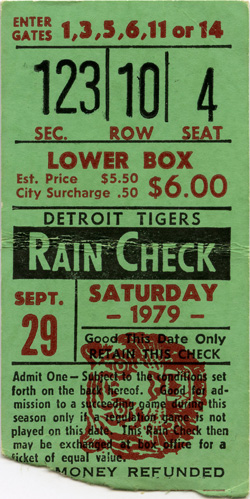 ENTER GATES 1,3,5,6,11 or 14
123 10 4
SEC. ROW SEAT
LOWER BOX
Est. Price $5.50
City Surcharge .50
$6.00
DETROIT TIGERS
RAIN CHECK
SEPT. 29
SATURDAY
-1979-
Good This Date Only
RETAIN THIS CHECK
Admit One— Subject to the conditions set
forth on the back hereof. Good for ad-
mission to a succeeding game during this
season only if a regulation game is not
played on this date. This Rain Check then
may be exchanged at box office for a
ticket of equal value.
MONEY REFUNDED